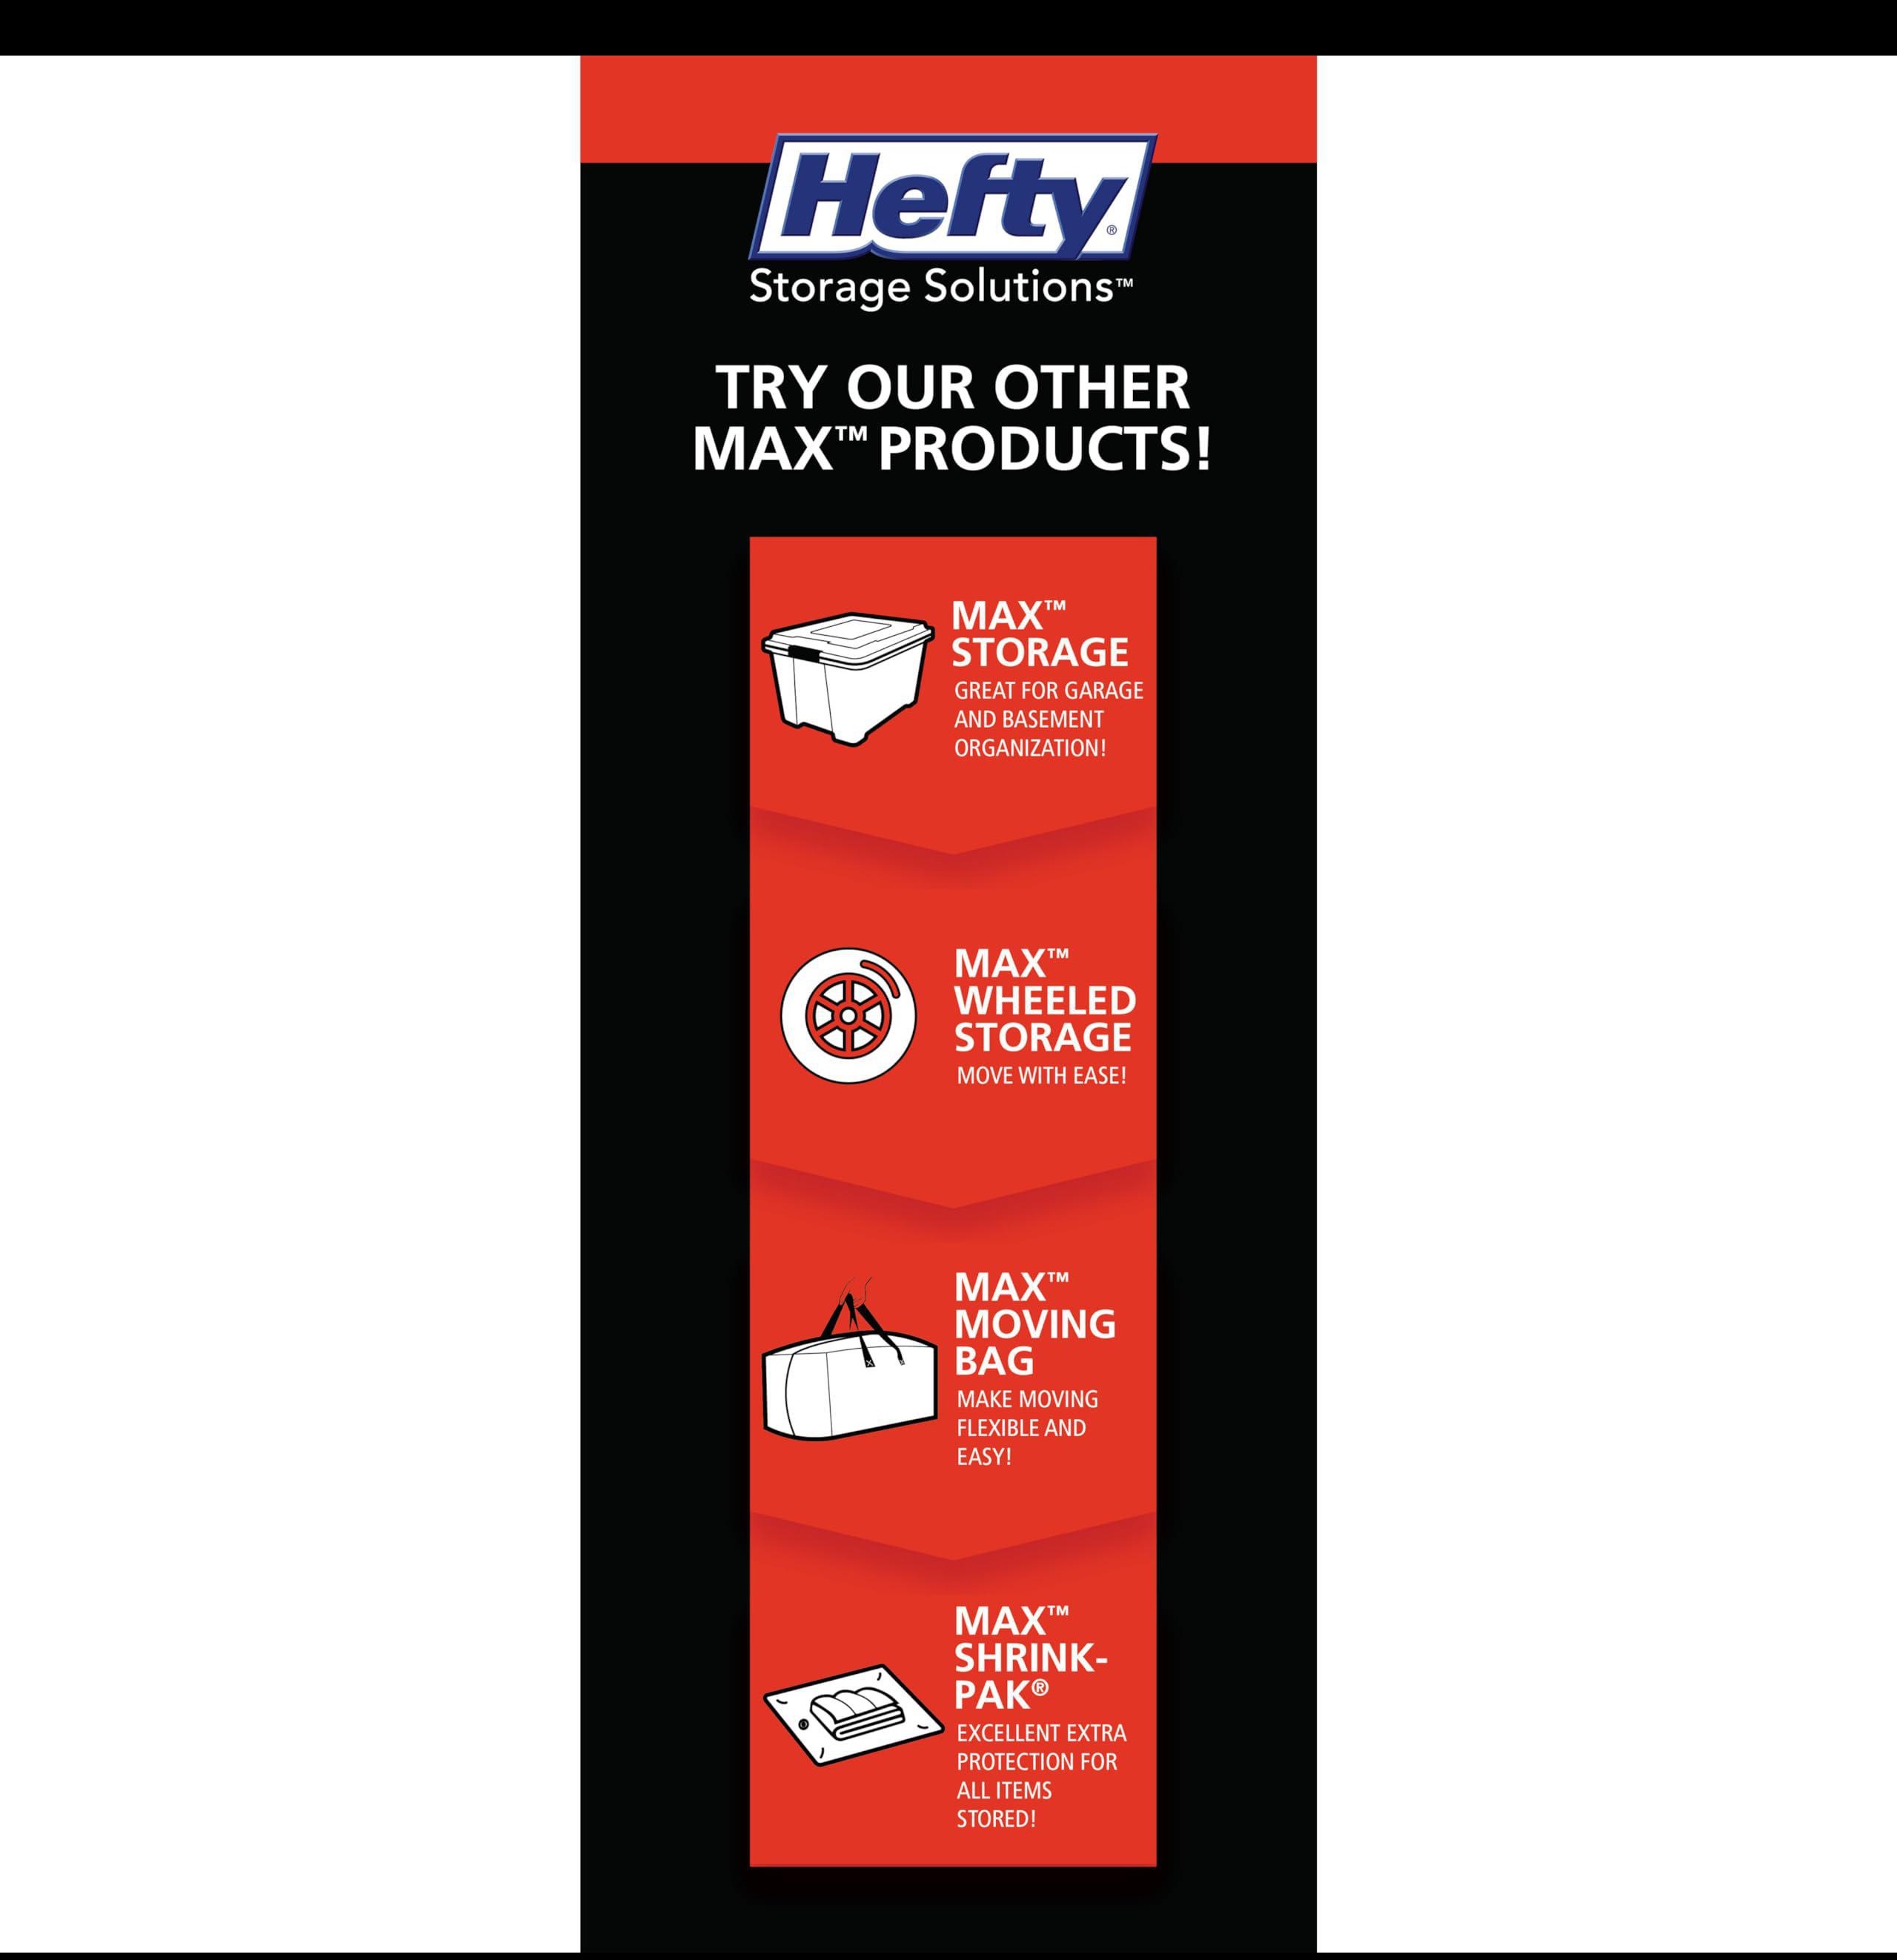 Hefty®
Storage Solutions™
TRY OUR OTHER
MAX™ PRODUCTS!
MAX™
STORAGE
GREAT FOR GARAGE
AND BASEMENT
ORGANIZATION!
MAX™
WHEELED
STORAGE
MOVE WITH EASE!
MAX™
MOVING
BAG
MAKE MOVING
FLEXIBLE AND
EASY!
MAX™
SHRINK-
PAK®
EXCELLENT EXTRA
PROTECTION FOR
ALL ITEMS
STORED!